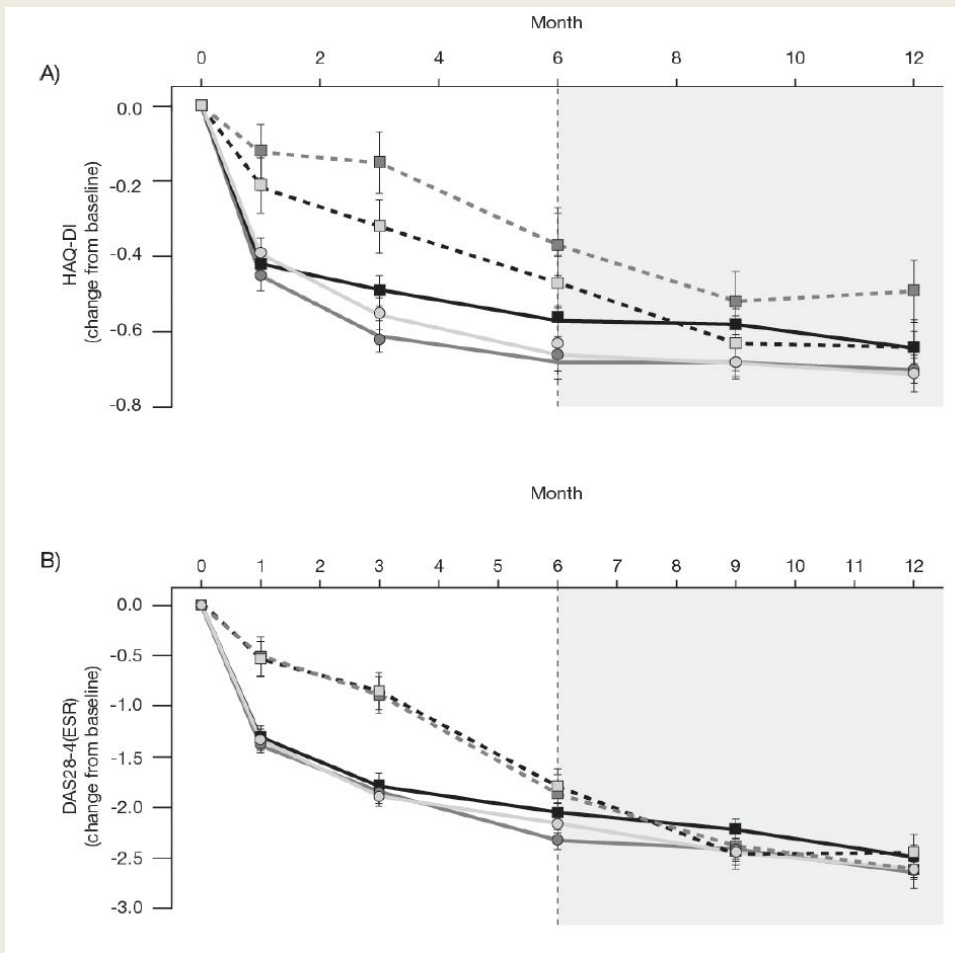 Month
0 2 4 6 8 10 12
A)
0.0
-0.2
-0.4
-0.6
-0.8
HAQ-DI
(change from baseline)
Month
B)
0 1 2 3 4 5 6 7 8 9 10 11 12
0.0
-0.5
-1.0
-1.5
-2.0
-2.5
-3.0
DAS28-4(ESR)
(change from baseline)